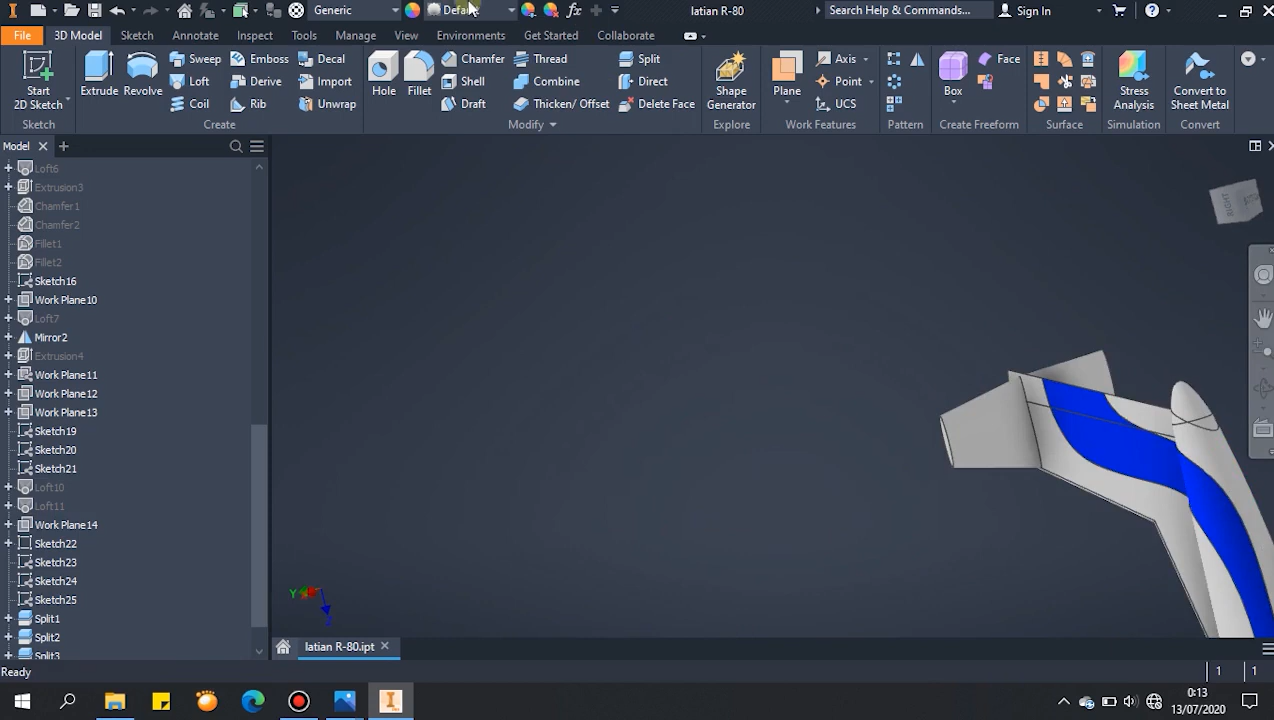 Generic
Default
latian R-80
Search Help & Commands...
Sign In
File
3D Model
Sketch
Annotate
Inspect
Tools
Manage
View
Environments
Get Started
Collaborate
Start
2D Sketch
Sketch
Extrude
Revolve
Sweep
Loft
Coil
Emboss
Derive
Rib
Decal
Import
Unwrap
Create
Hole
Fillet
Chamfer
Shell
Draft
Thread
Combine
Thicken/ Offset
Split
Direct
Delete Face
Modify
Shape
Generator
Explore
Plane
Axis
Point
UCS
Work Features
Pattern
Box
Face
Create Freeform
Surface
Stress
Analysis
Simulation
Convert to
Sheet Metal
Convert
Model
Loft6
Extrusion3
Chamfer1
Chamfer2
Fillet1
Fillet2
Sketch16
Work Plane10
Loft7
Mirror2
Extrusion4
Work Plane11
Work Plane12
Work Plane13
Sketch19
Sketch20
Sketch21
Loft10
Loft11
Work Plane14
Sketch22
Sketch23
Sketch24
Sketch25
Split1
Split2
Split3
RIGHT
Y
Z
latian R-80.ipt
Ready
1
1
0:13
13/07/2020